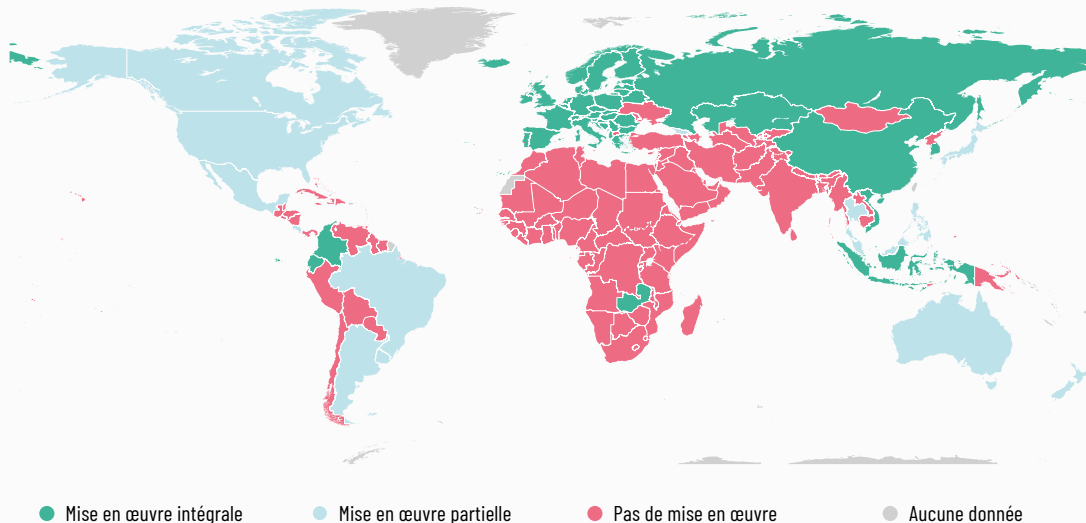 Mise en œuvre intégrale
Mise en œuvre partielle
Pas de mise en œuvre
Aucune donnée